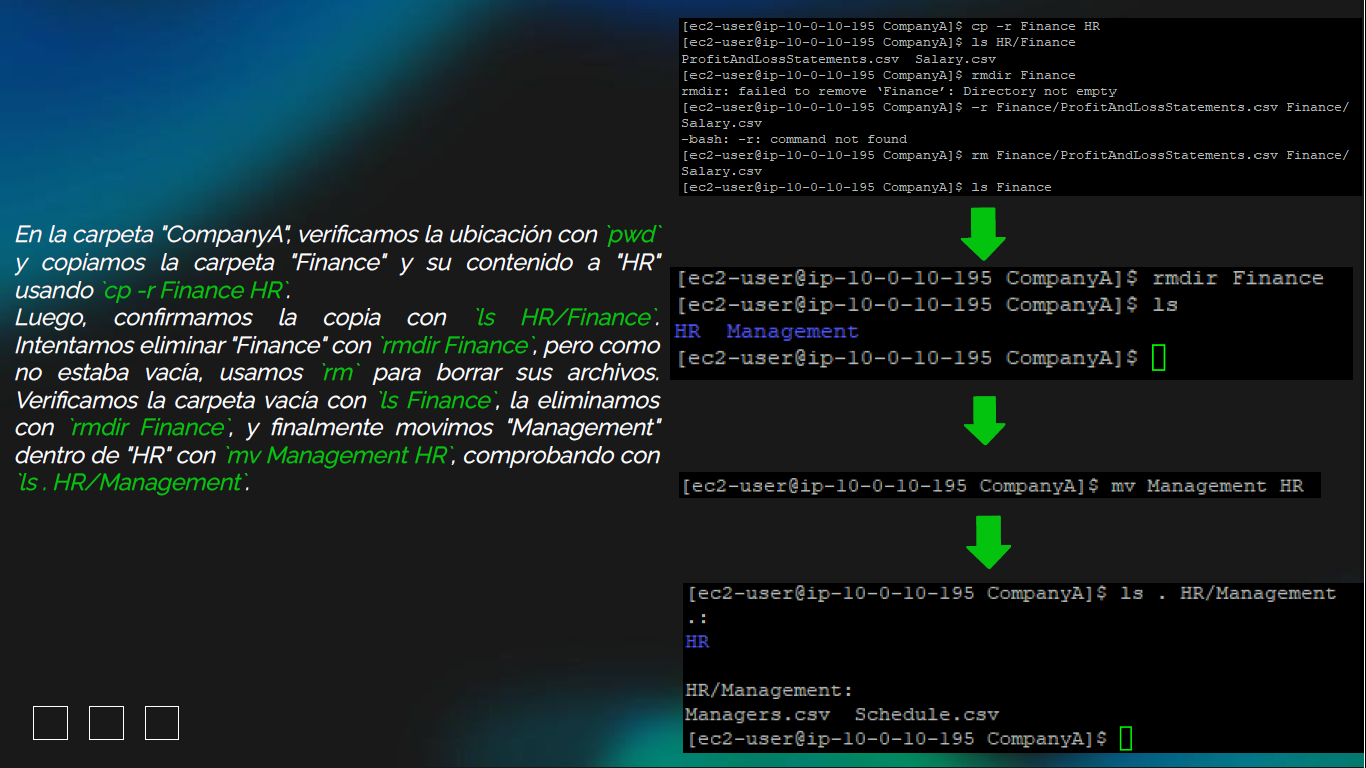 En la carpeta "CompanyA", verificamos la ubicación con `pwd`
y copiamos la carpeta "Finance" y su contenido a "HR"
usando `cp -r Finance HR`.
Luego, confirmamos la copia con `ls HR/Finance`.
Intentamos eliminar "Finance" con `rmdir Finance`, pero como
no estaba vacía, usamos `rm` para borrar sus archivos.
Verificamos la carpeta vacía con `ls Finance`, la eliminamos
con `rmdir Finance`, y finalmente movimos "Management"
dentro de "HR" con `mv Management HR`, comprobando con
`ls . HR/Management`.
[ec2-user@ip-10-0-10-195 CompanyA]$ cp -r Finance HR
[ec2-user@ip-10-0-10-195 CompanyA]$ ls HR/Finance
ProfitAndLossStatements.csv  Salary.csv
[ec2-user@ip-10-0-10-195 CompanyA]$ rmdir Finance
rmdir: failed to remove ‘Finance’: Directory not empty
[ec2-user@ip-10-0-10-195 CompanyA]$ -r Finance/ProfitAndLossStatements.csv Finance/
Salary.csv
-bash: -r: command not found
[ec2-user@ip-10-0-10-195 CompanyA]$ rm Finance/ProfitAndLossStatements.csv Finance/
Salary.csv
[ec2-user@ip-10-0-10-195 CompanyA]$ ls Finance
[ec2-user@ip-10-0-10-195 CompanyA]$ rmdir Finance
[ec2-user@ip-10-0-10-195 CompanyA]$ ls
HR  Management
[ec2-user@ip-10-0-10-195 CompanyA]$
[ec2-user@ip-10-0-10-195 CompanyA]$ mv Management HR
[ec2-user@ip-10-0-10-195 CompanyA]$ ls . HR/Management
.:
HR
HR/Management:
Managers.csv  Schedule.csv
[ec2-user@ip-10-0-10-195 CompanyA]$